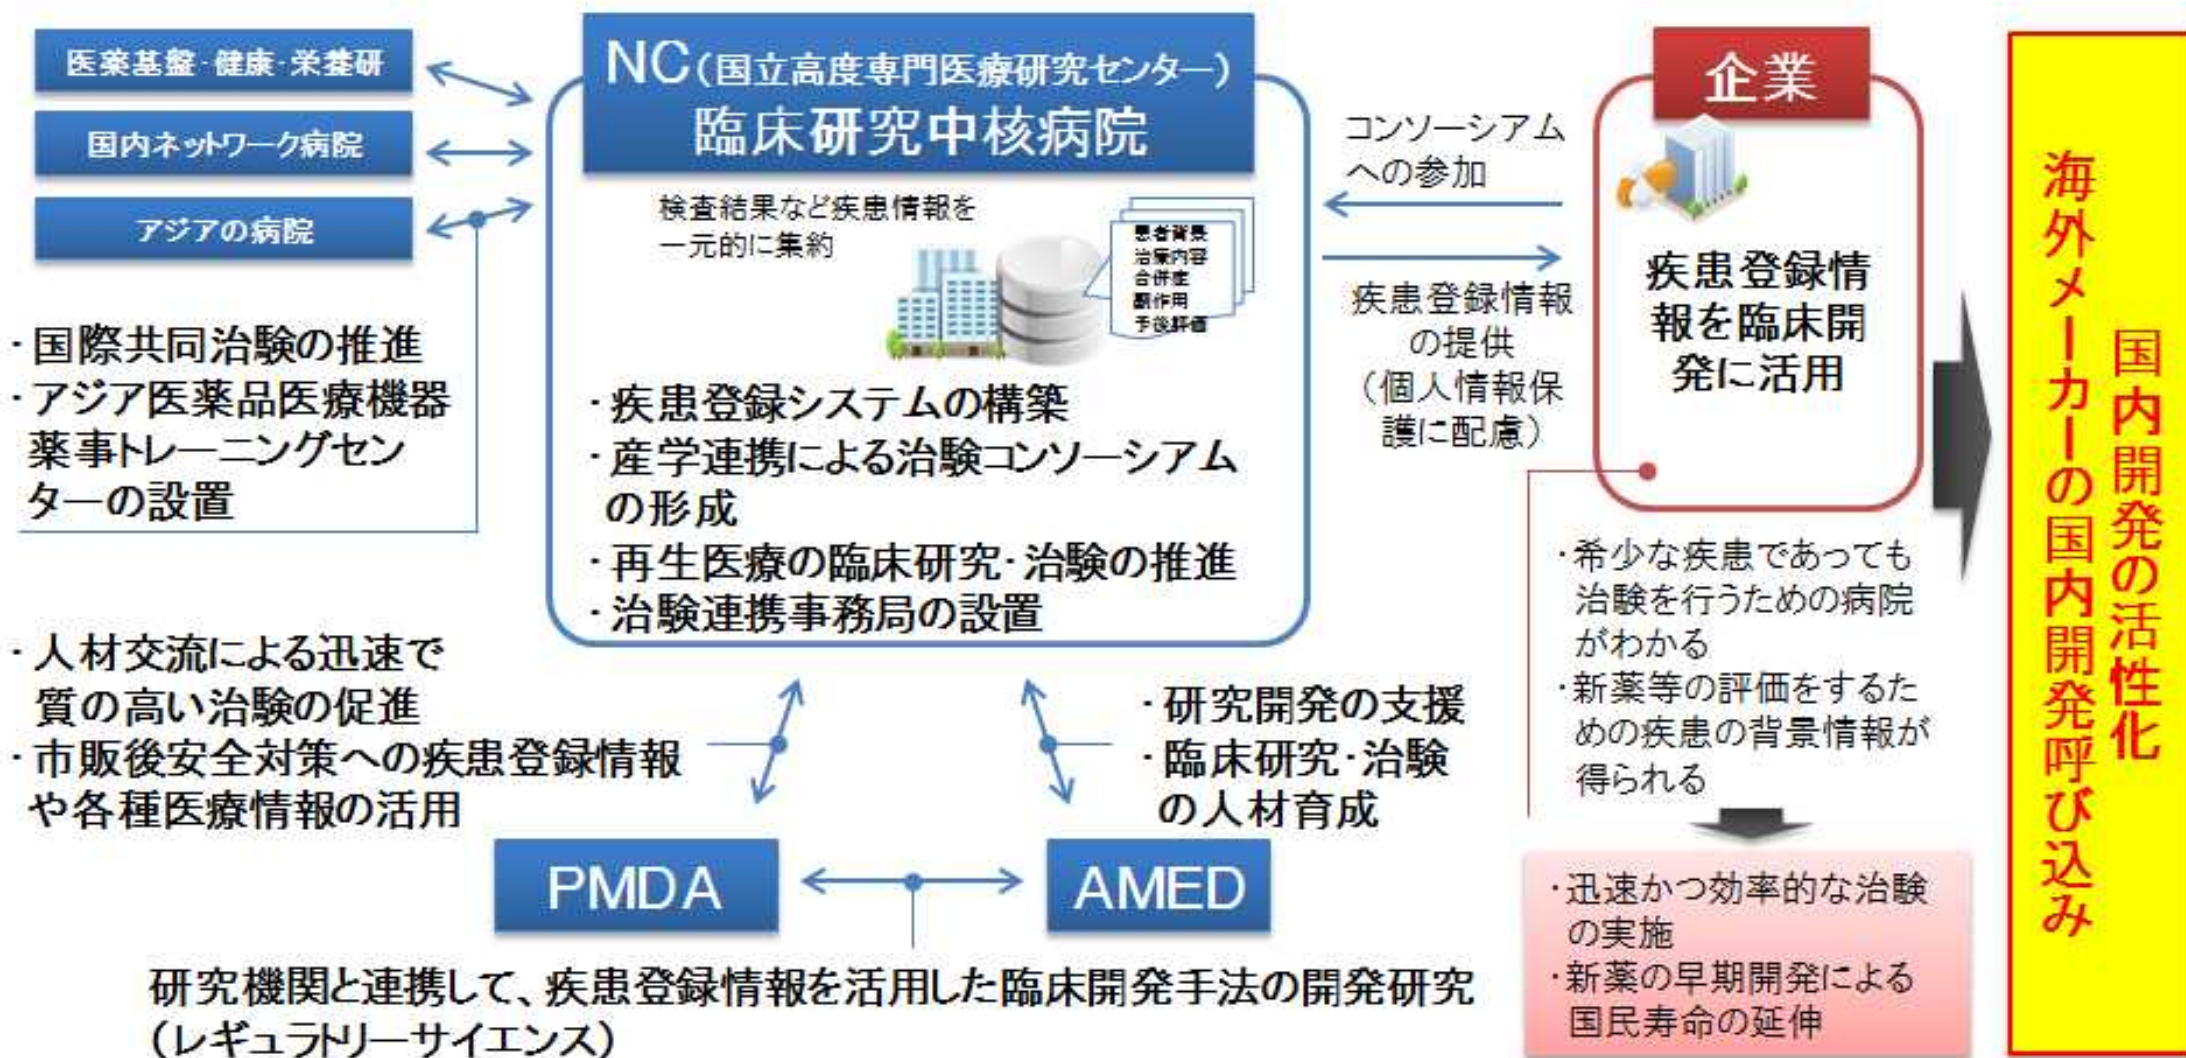 医薬基盤・健康・栄養研
国内ネットワーク病院
アジアの病院
・国際共同治験の推進
・アジア医薬品医療機器
薬事トレーニングセン
ターの設置
NC(国立高度専門医療研究センター)
臨床研究中核病院
検査結果など疾患情報を
一元的に集約
患者背景
治療内容
合併症
副作用
予後評価
・疾患登録システムの構築
・産学連携による治験コンソーシアム
の形成
・再生医療の臨床研究・治験の推進
・治験連携事務局の設置
コンソーシアム
への参加
疾患登録情報
の提供
(個人情報保
護に配慮)
企業
疾患登録情
報を臨床開
発に活用
・希少な疾患であっても
治験を行うための病院
がわかる
・新薬等の評価をするた
めの疾患の背景情報が
得られる
・迅速かつ効率的な治験
の実施
・新薬の早期開発による
国民寿命の延伸
国内開発の活性化
海外メーカーの国内開発呼び込み
・人材交流による迅速で
質の高い治験の促進
・市販後安全対策への疾患登録情報
や各種医療情報の活用
・研究開発の支援
・臨床研究・治験
の人材育成
PMDA
AMED
研究機関と連携して、疾患登録情報を活用した臨床開発手法の開発研究
(レギュラトリーサイエンス)